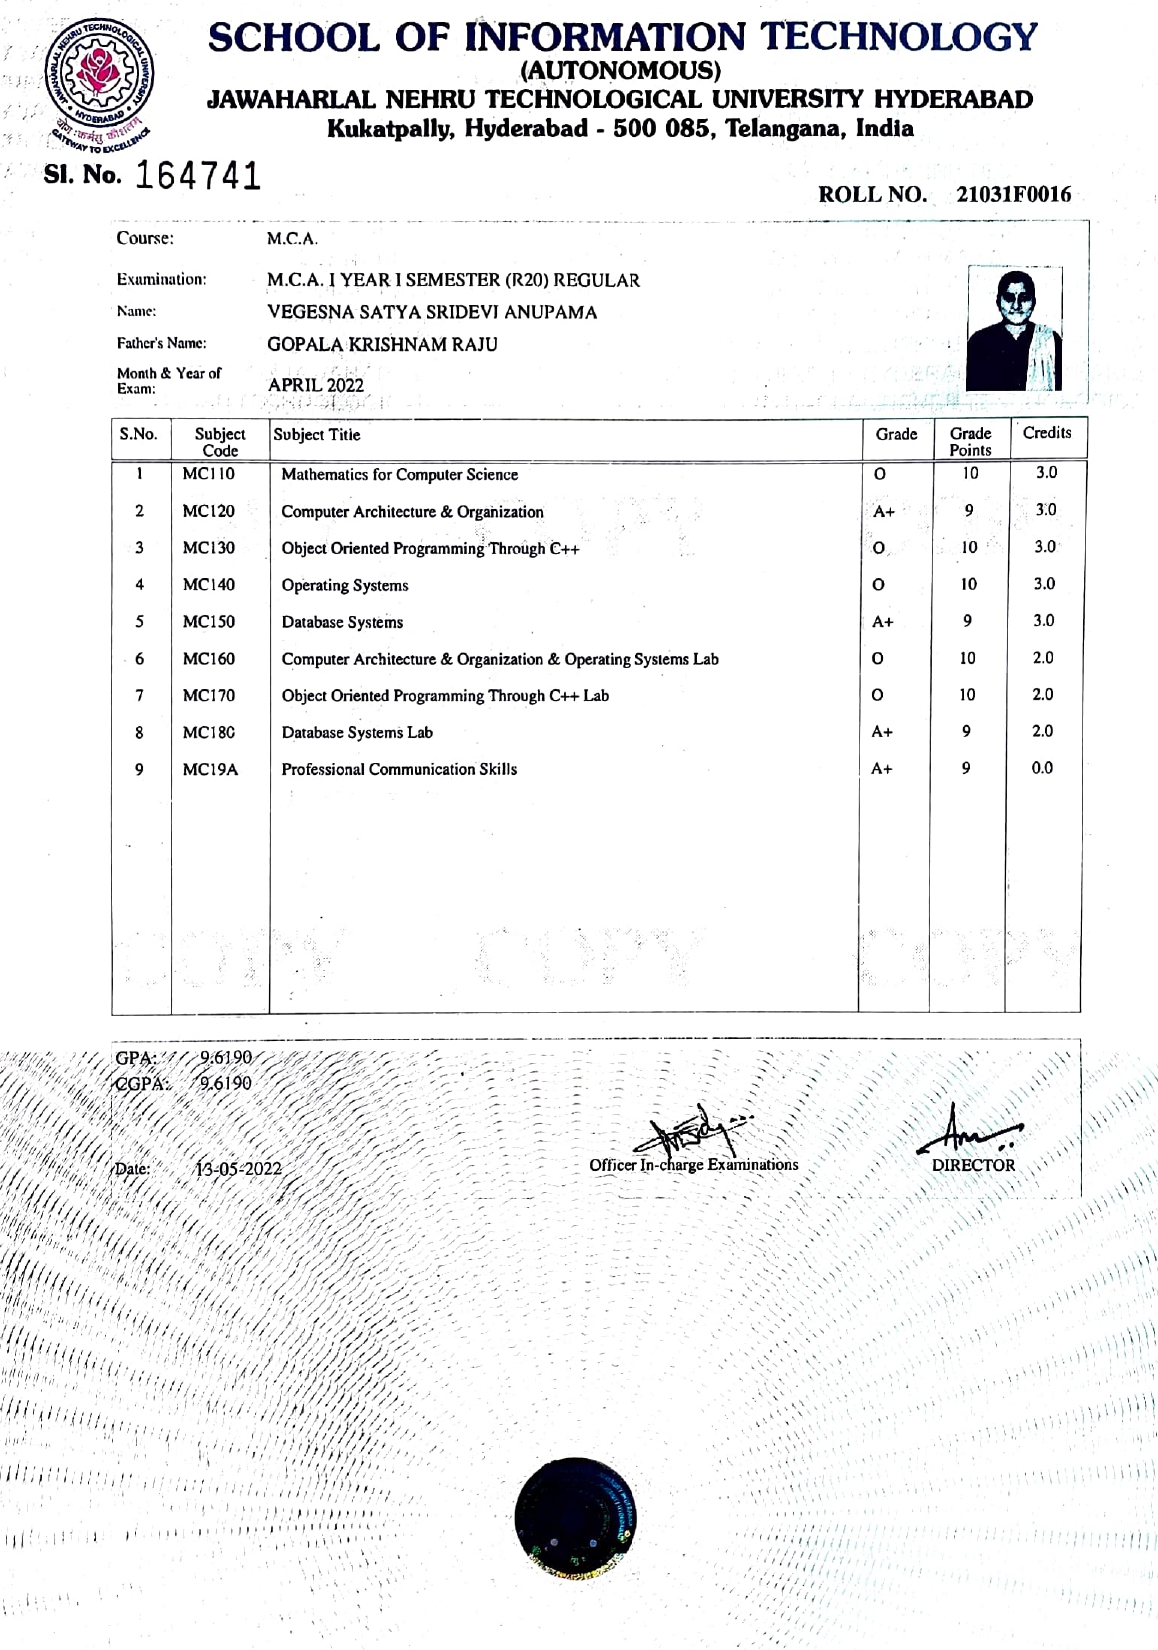 JAWAHARLAL NEHRU TECHNOLOGICAL UNIVERSITY
HYDERABAD
योग: कर्मसु कौशलम्
GATEWAY TO EXCELLENCE
SCHOOL OF INFORMATION TECHNOLOGY
(AUTONOMOUS)
JAWAHARLAL NEHRU TECHNOLOGICAL UNIVERSITY HYDERABAD
Kukatpally, Hyderabad - 500 085, Telangana, India
Sl. No. 164741
ROLL NO. 21031F0016
Course: M.C.A.
Examination: M.C.A. I YEAR I SEMESTER (R20) REGULAR
Name: VEGESNA SATYA SRIDEVI ANUPAMA
Father's Name: GOPALA KRISHNAM RAJU
Month & Year of
Exam: APRIL 2022
S.No. Subject Code Subject Title Grade Grade Points Credits
1 MC110 Mathematics for Computer Science O 10 3.0
2 MC120 Computer Architecture & Organization A+ 9 3.0
3 MC130 Object Oriented Programming Through C++ O 10 3.0
4 MC140 Operating Systems O 10 3.0
5 MC150 Database Systems A+ 9 3.0
6 MC160 Computer Architecture & Organization & Operating Systems Lab O 10 2.0
7 MC170 Object Oriented Programming Through C++ Lab O 10 2.0
8 MC180 Database Systems Lab A+ 9 2.0
9 MC19A Professional Communication Skills A+ 9 0.0
COPY COPY COPY
GPA: 9.6190
CGPA: 9.6190
Date: 13-05-2022
Officer In-charge Examinations
DIRECTOR